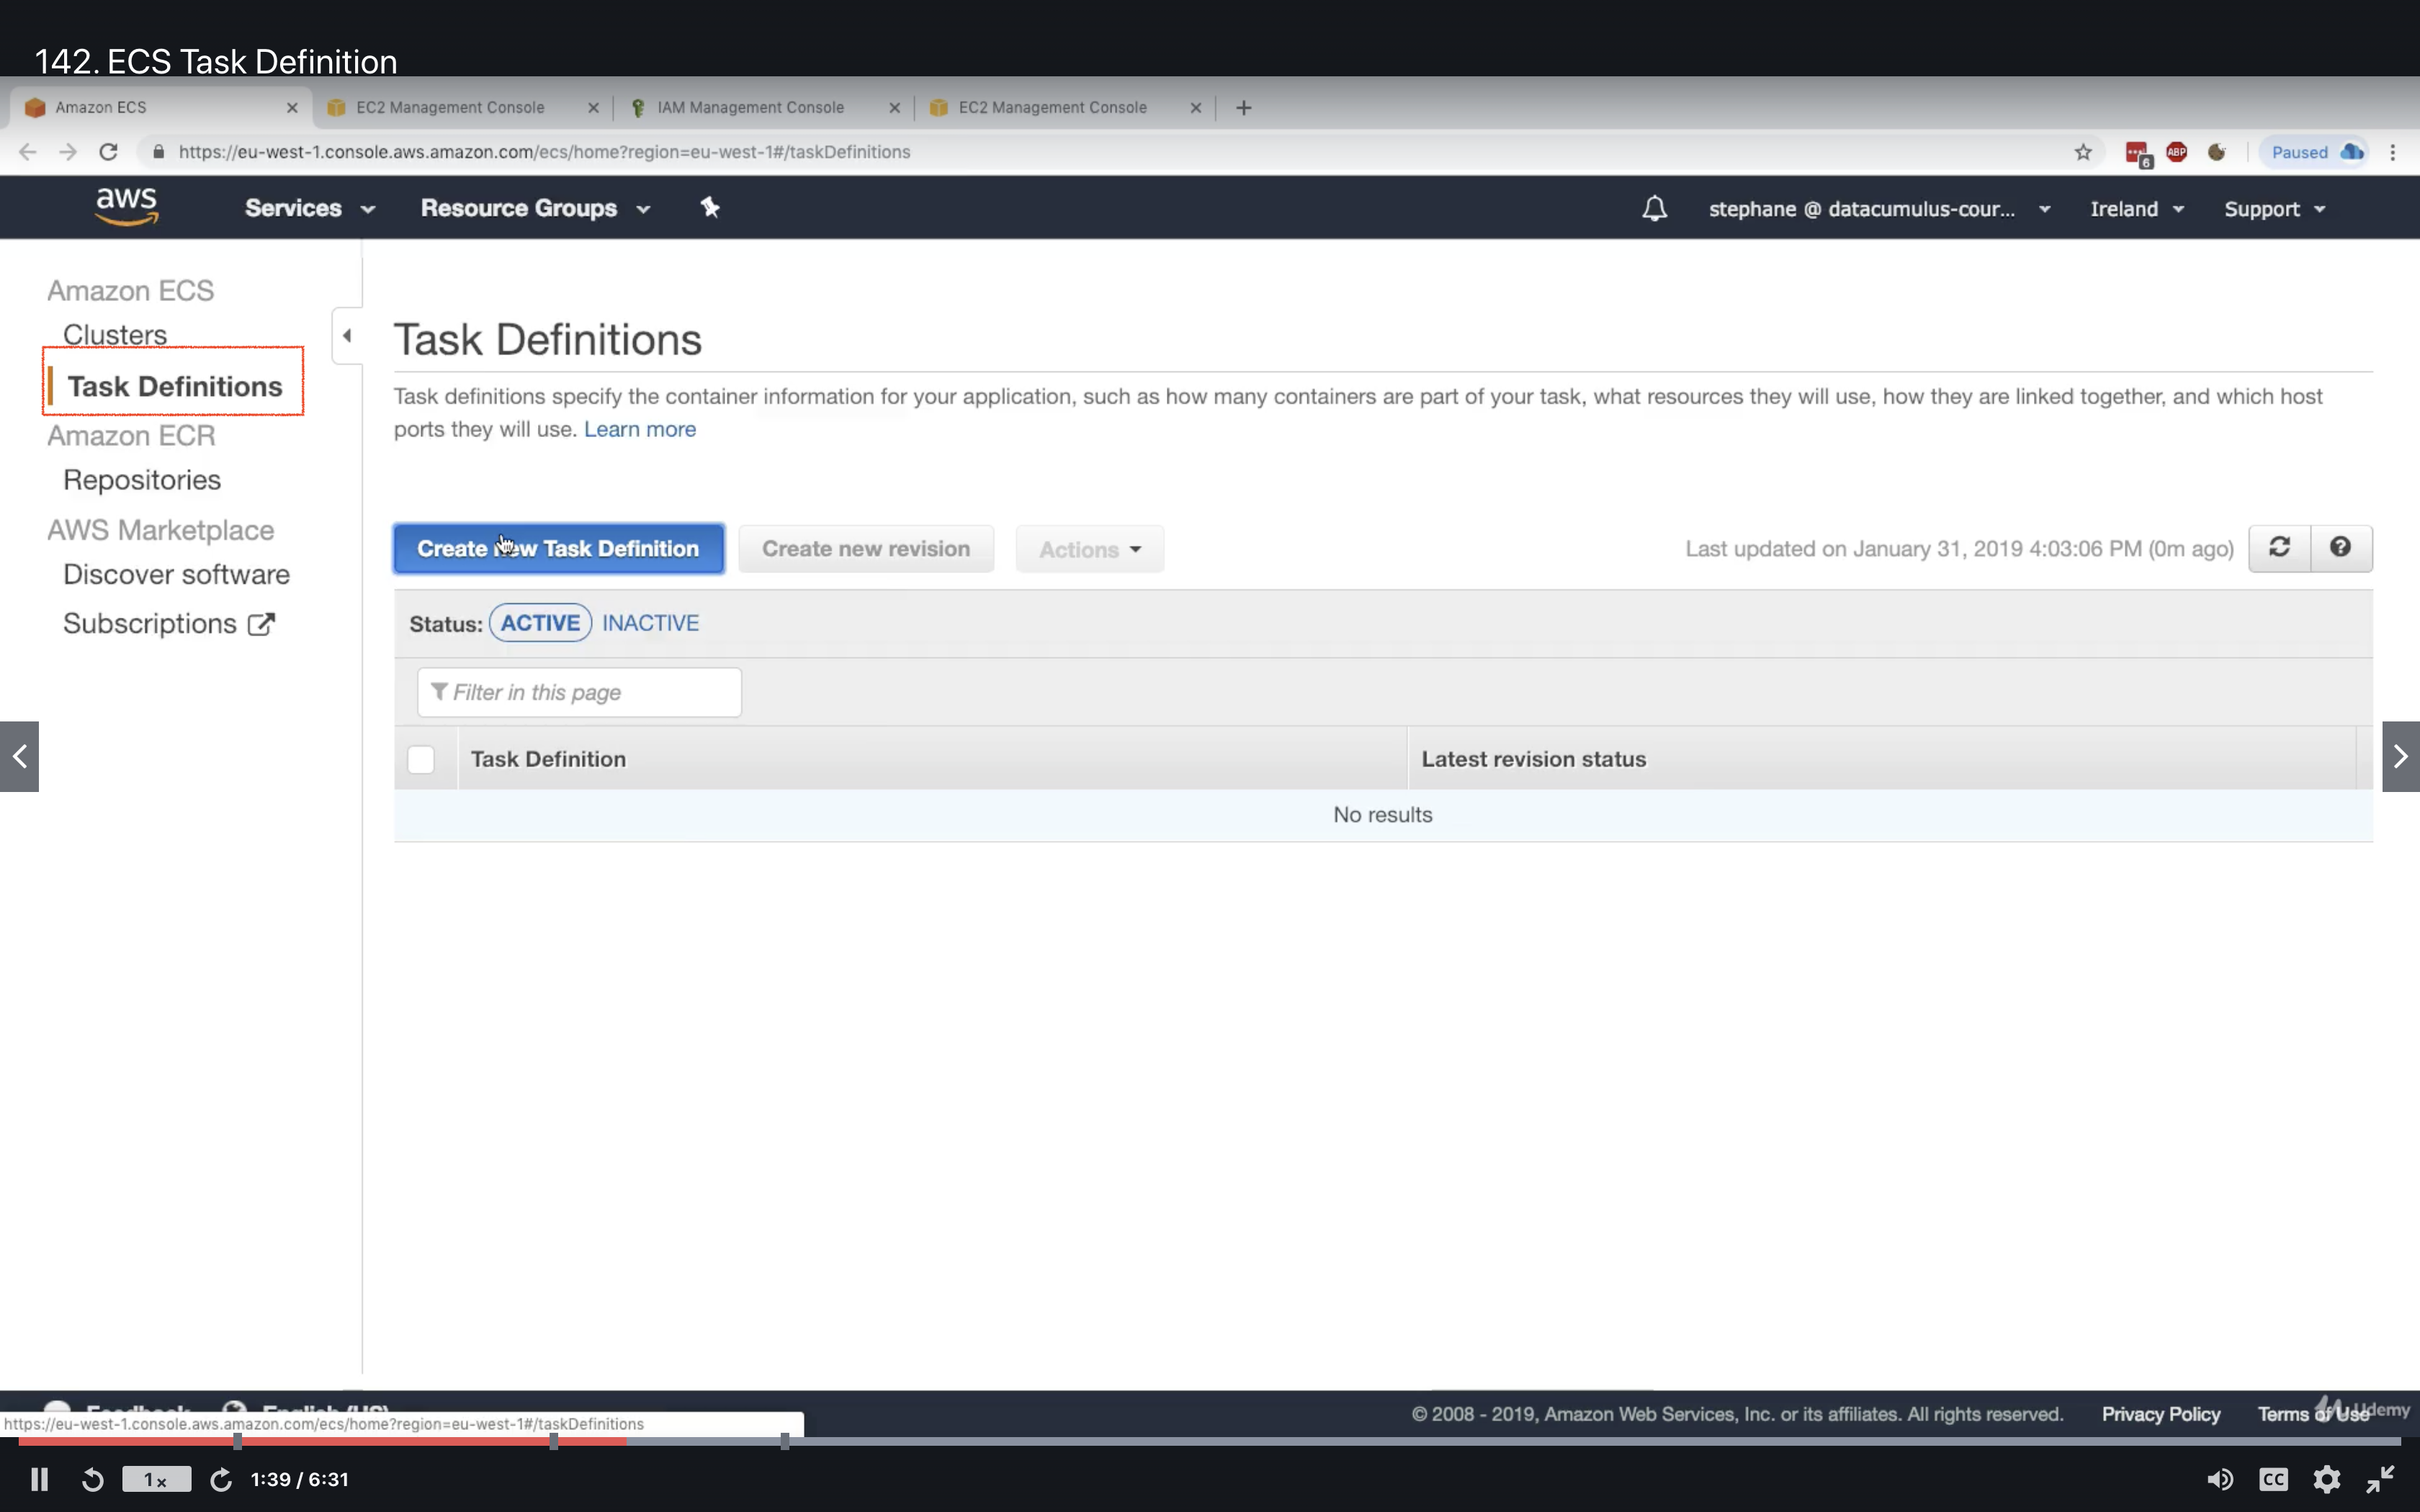 142. ECS Task Definition
Amazon ECS
EC2 Management Console
IAM Management Console
EC2 Management Console
https://eu-west-1.console.aws.amazon.com/ecs/home?region=eu-west-1#/taskDefinitions
6
ABP
Paused
aws
Services
Resource Groups
stephane @ datacumulus-cour...
Ireland
Support
Amazon ECS
Clusters
Task Definitions
Amazon ECR
Repositories
AWS Marketplace
Discover software
Subscriptions
Task Definitions
Task definitions specify the container information for your application, such as how many containers are part of your task, what resources they will use, how they are linked together, and which host
ports they will use. Learn more
Create new Task Definition
Create new revision
Actions
Last updated on January 31, 2019 4:03:06 PM (0m ago)
Status: ACTIVE INACTIVE
Filter in this page
Task Definition
Latest revision status
No results
Feedback
English (US)
https://eu-west-1.console.aws.amazon.com/ecs/home?region=eu-west-1#/taskDefinitions
© 2008 - 2019, Amazon Web Services, Inc. or its affiliates. All rights reserved.
Privacy Policy
Terms of Use
Udemy
1x
1:39 / 6:31
CC